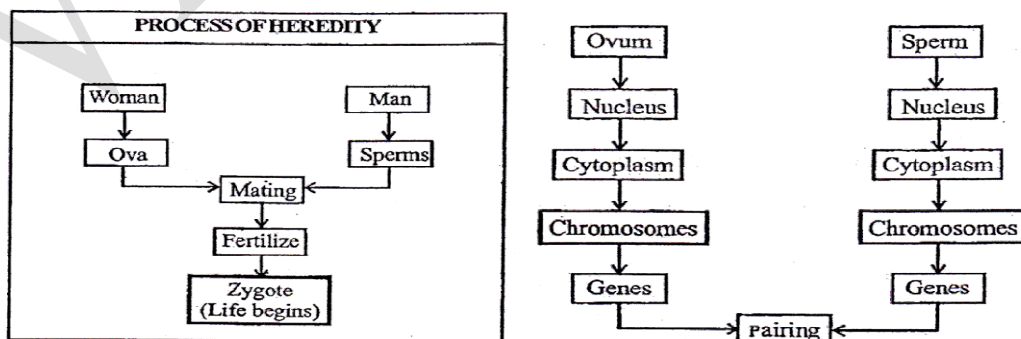 PROCESS OF HEREDITY
Woman
Man
Ova
Sperms
Mating
Fertilize
Zygote
(Life begins)
Ovum
Sperm
Nucleus
Nucleus
Cytoplasm
Cytoplasm
Chromosomes
Chromosomes
Genes
Genes
Pairing